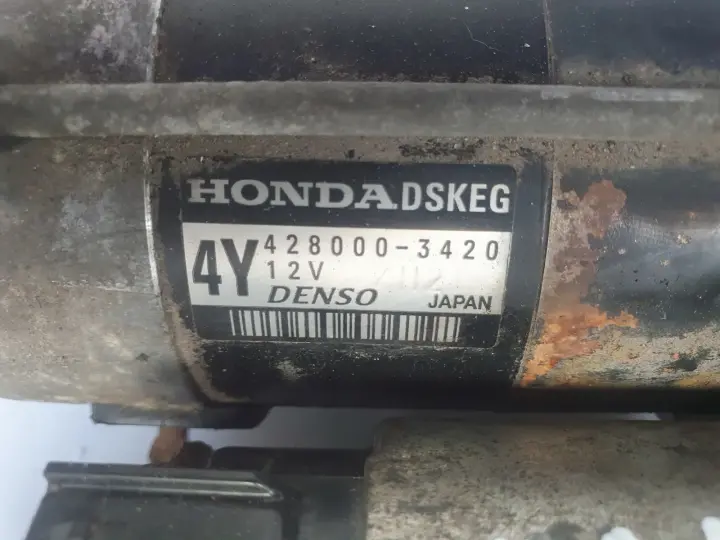 HONDA DSKEG
4Y 428000-3420
12V
DENSO JAPAN